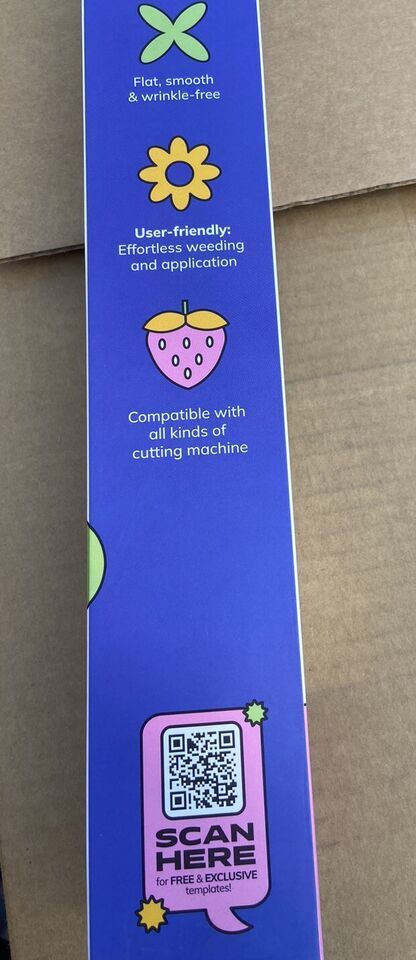 Flat, smooth
& wrinkle-free
User-friendly:
Effortless weeding
and application
Compatible with
all kinds of
cutting machine
SCAN
HERE
for FREE & EXCLUSIVE
templates!